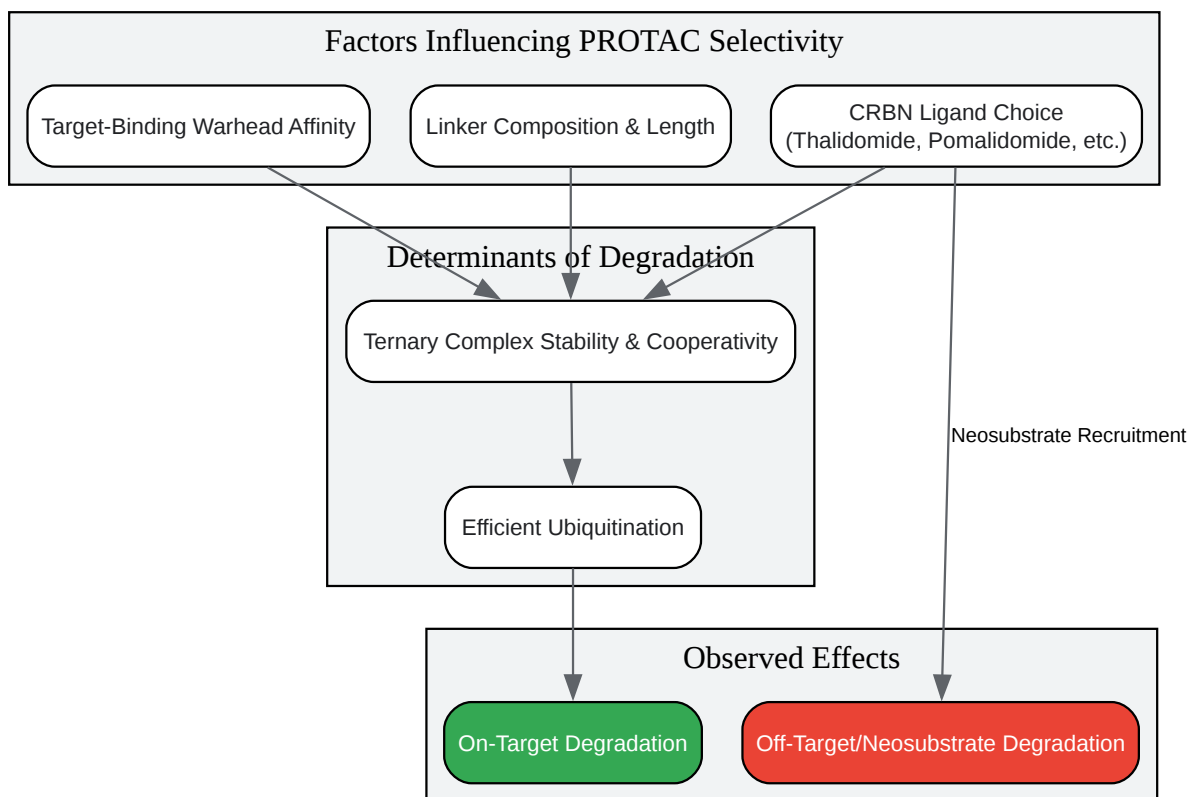 Factors Influencing PROTAC Selectivity
Target-Binding Warhead Affinity
Linker Composition & Length
CRBN Ligand Choice
(Thalidomide, Pomalidomide, etc.)
Determinants of Degradation
Ternary Complex Stability & Cooperativity
Neosubstrate Recruitment
Efficient Ubiquitination
Observed Effects
On-Target Degradation
Off-Target/Neosubstrate Degradation